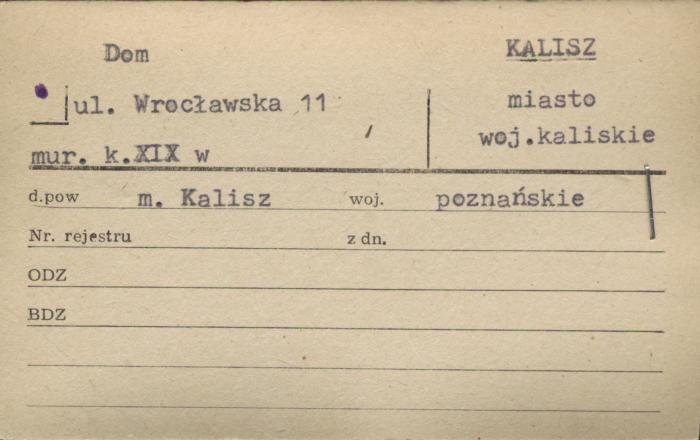 Dom
KALISZ
ul. Wrocławska 11
miasto
woj.kaliskie
mur. k.XIX w
d.pow m. Kalisz woj. poznańskie
Nr. rejestru z dn.
ODZ
BDZ